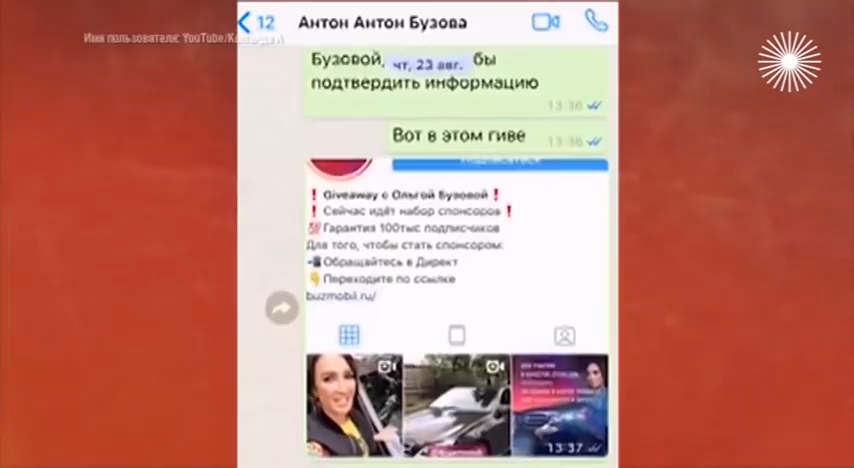 12
Антон Антон Бузова
Имя пользователя: YouTube/Команда А
Бузовой, чт, 23 авг. бы
подтвердить информацию
13:36
Вот в этом гиве
13:36
Подписаться
❗ Giveaway с Ольгой Бузовой❗
❗ Сейчас идёт набор спонсоров❗
💯Гарантия 100тыс подписчиков
Для того, чтобы стать спонсором:
📲Обращайтесь в Директ
👇Переходите по ссылке
buzmobil.ru/
13:37